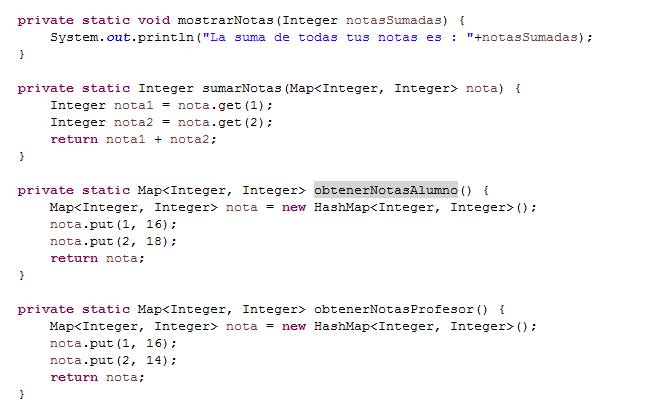 private static void mostrarNotas(Integer notasSumadas) {
System.out.println("La suma de todas tus notas es : "+notasSumadas);
}
private static Integer sumarNotas(Map<Integer, Integer> nota) {
Integer nota1 = nota.get(1);
Integer nota2 = nota.get(2);
return nota1 + nota2;
}
private static Map<Integer, Integer> obtenerNotasAlumno() {
Map<Integer, Integer> nota = new HashMap<Integer, Integer>();
nota.put(1, 16);
nota.put(2, 18);
return nota;
}
private static Map<Integer, Integer> obtenerNotasProfesor() {
Map<Integer, Integer> nota = new HashMap<Integer, Integer>();
nota.put(1, 16);
nota.put(2, 14);
return nota;
}